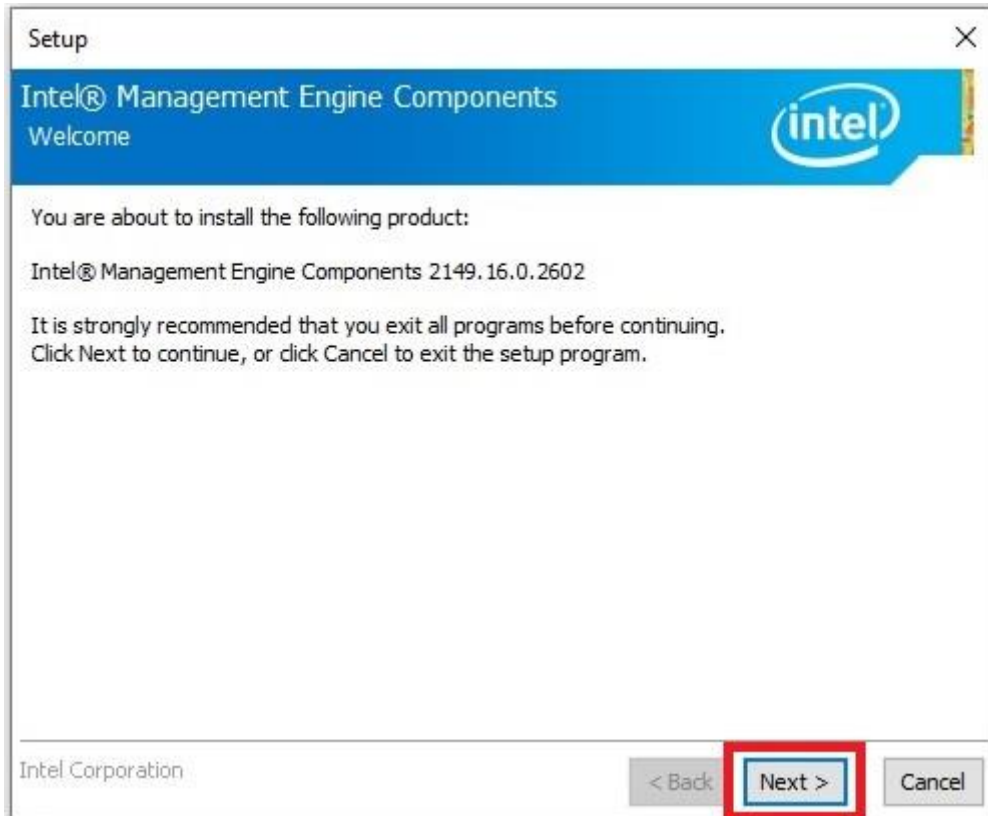 Setup
Intel® Management Engine Components
Welcome
intel
You are about to install the following product:
Intel® Management Engine Components 2149.16.0.2602
It is strongly recommended that you exit all programs before continuing.
Click Next to continue, or click Cancel to exit the setup program.
Intel Corporation
< Back
Next >
Cancel